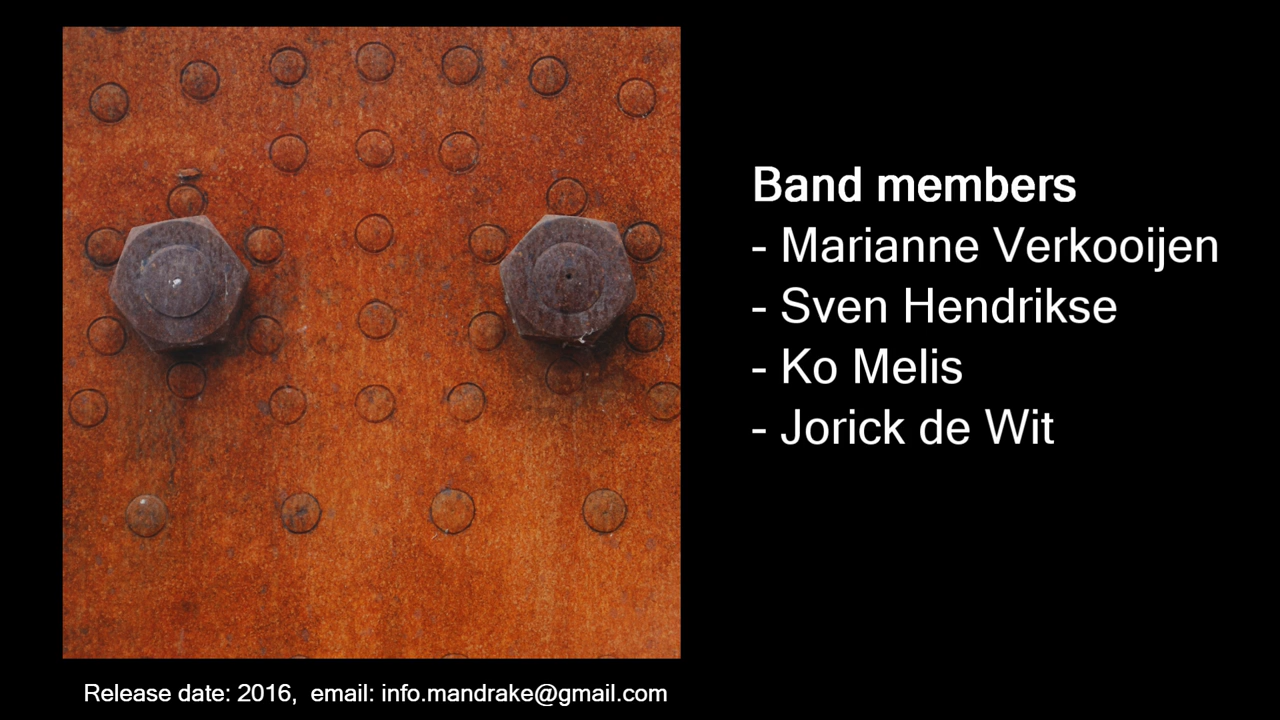 Band members
- Marianne Verkooijen
- Sven Hendrikse
- Ko Melis
- Jorick de Wit
Release date: 2016,  email: info.mandrake@gmail.com